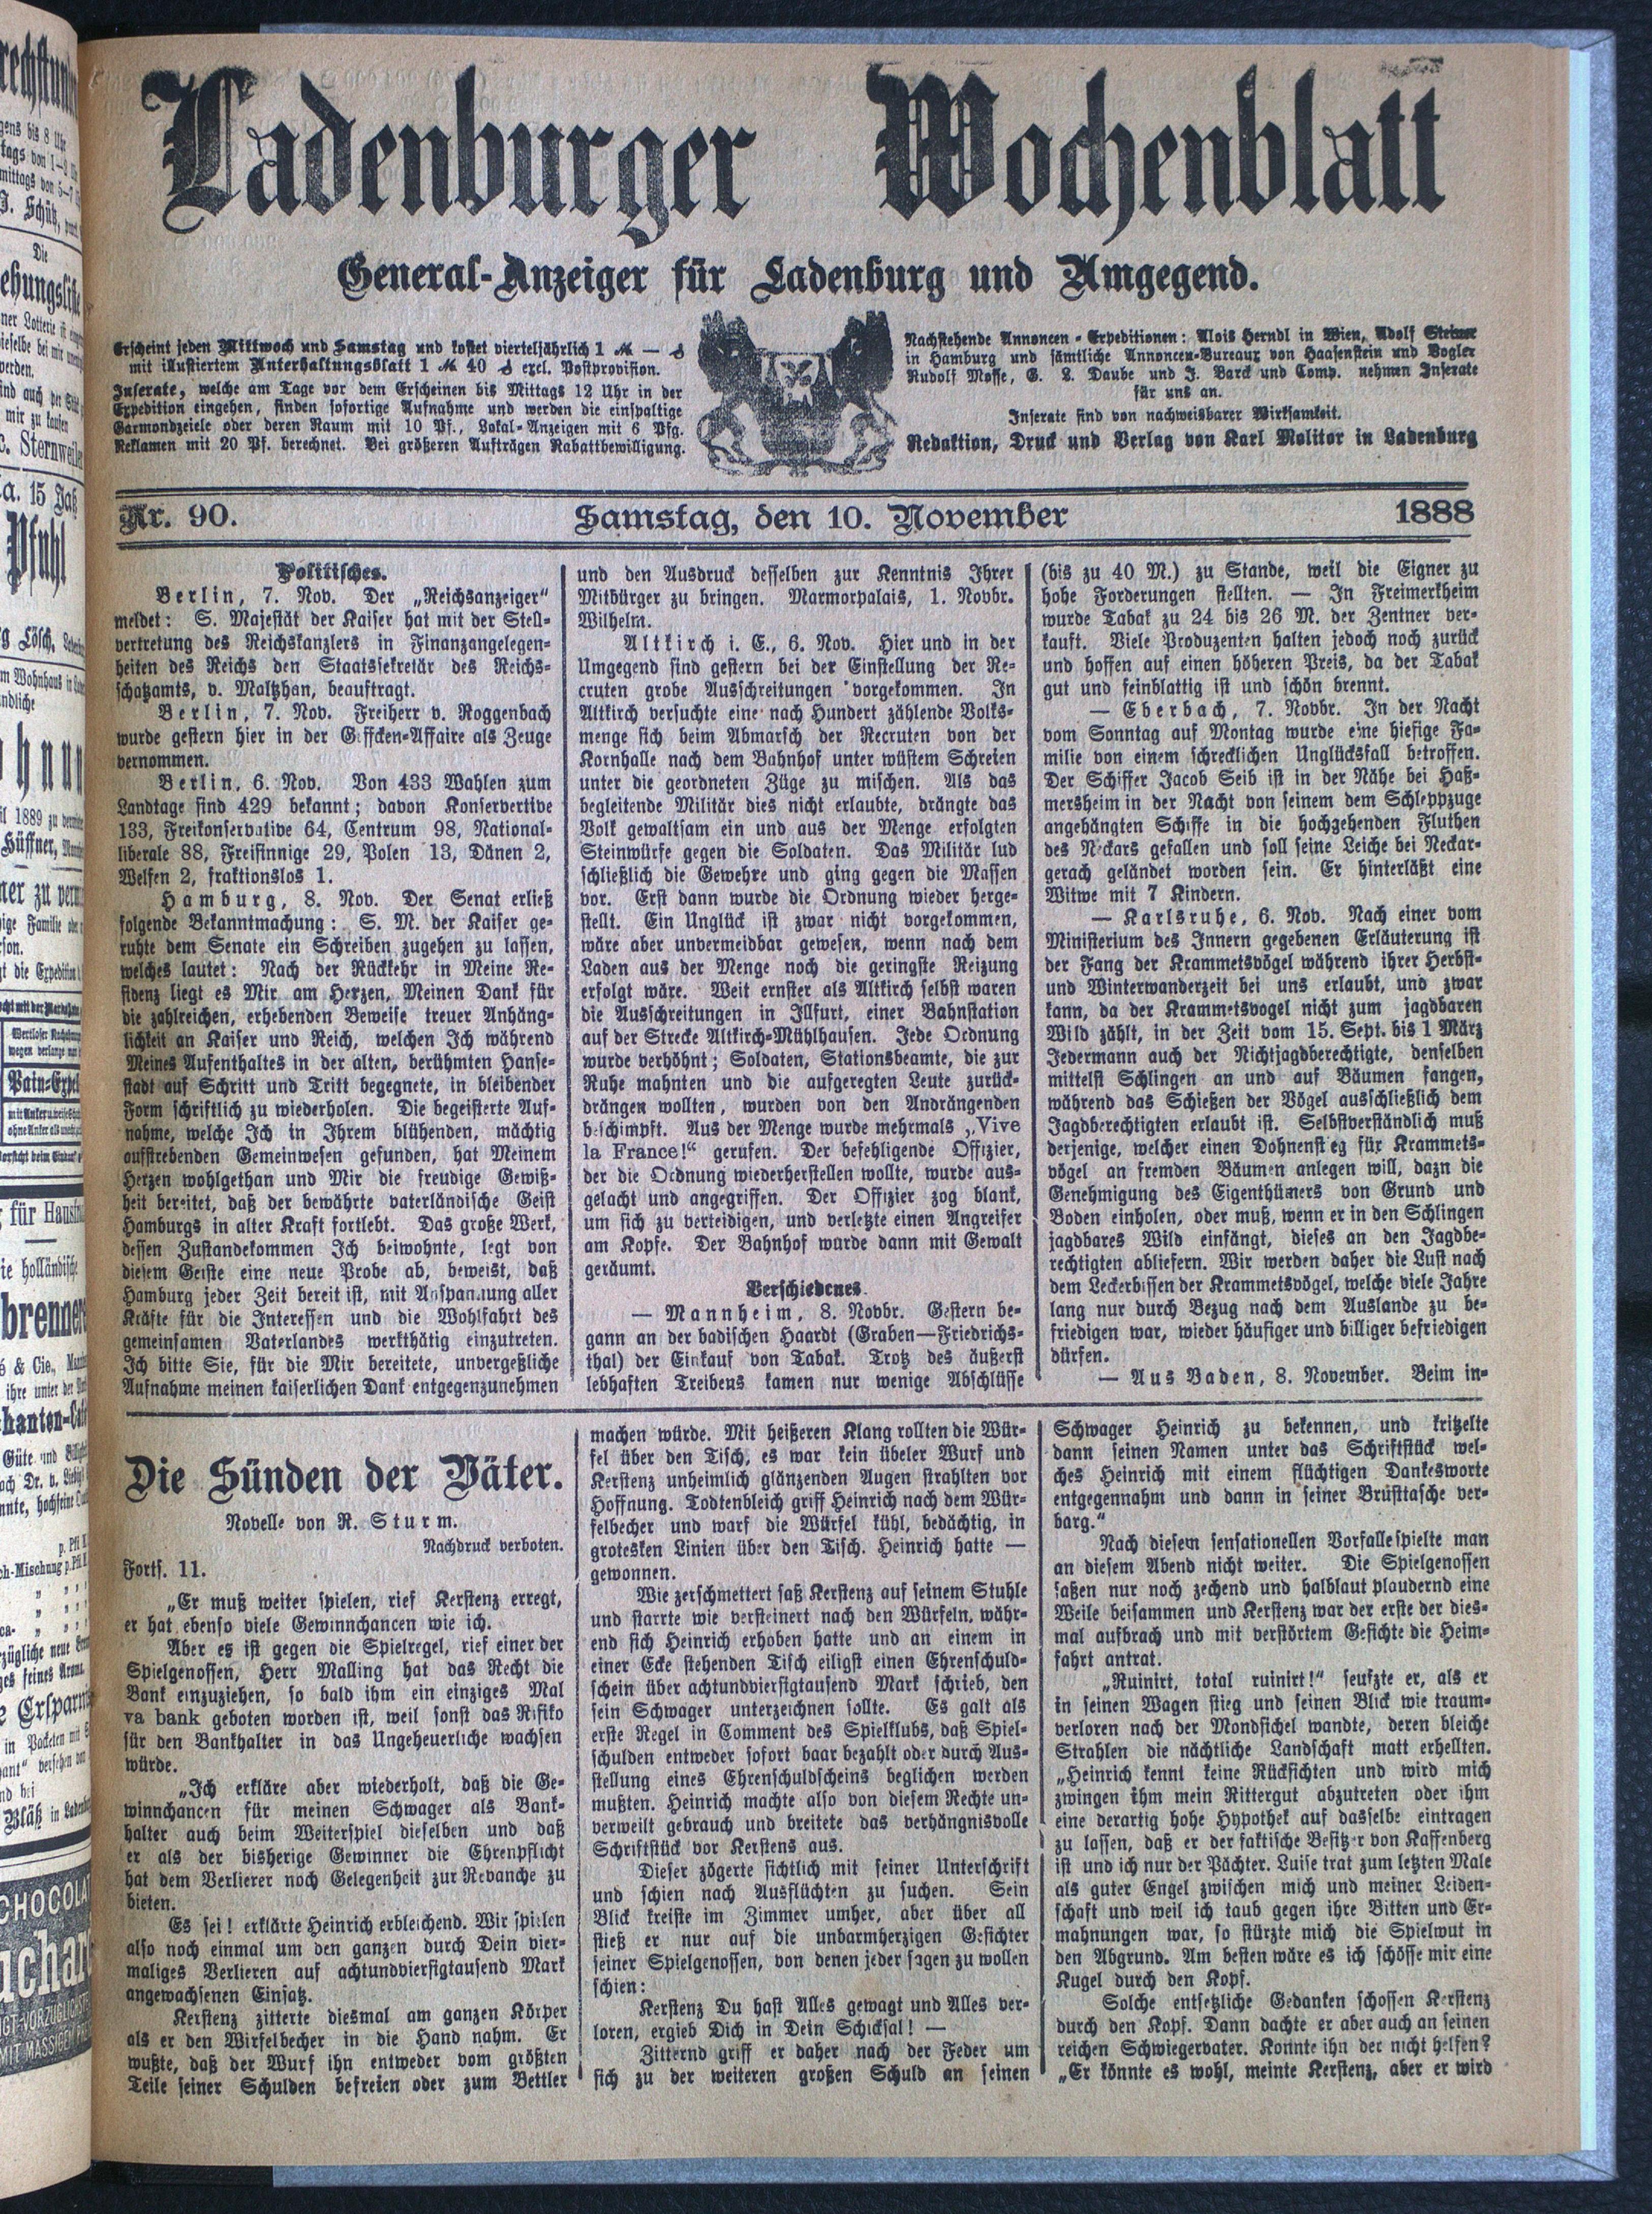 Ladenburger Wochenblatt
General-Anzeiger für Ladenburg und Umgegend.
Erscheint jeden Mittwoch und Samstag und kostet vierteljährlich 1 ℳ — ₰
mit illustriertem Unterhaltungsblatt 1 ℳ 40 ₰ excl. Postprovision.
Inserate, welche am Tage vor dem Erscheinen bis Mittags 12 Uhr in der
Expedition eingehen, finden sofortige Aufnahme und werden die einspaltige
Garmondzeile oder deren Raum mit 10 Pf., Lokal-Anzeigen mit 6 Pfg.
Reklamen mit 20 Pf. berechnet. Bei größeren Aufträgen Rabattbewilligung.
Nachstehende Annoncen-Expeditionen: Alois Herndl in Wien, Adolf Steiner
in Hamburg und sämtliche Annoncen-Bureaux von Haasenstein und Vogler
Rudolf Mosse, G. L. Daube und J. Barck und Comp. nehmen Inserate
für uns an.
Inserate sind von nachweisbarer Wirksamkeit.
Redaktion, Druck und Verlag von Karl Molitor in Ladenburg
Nr. 90.
Samstag, den 10. November
1888
Politisches.
Berlin, 7. Nov. Der „Reichsanzeiger“
meldet: S. Majestät der Kaiser hat mit der Stell-
vertretung des Reichskanzlers in Finanzangelegen-
heiten des Reichs den Staatssekretär des Reichs-
schatzamts, v. Maltzhan, beauftragt.
Berlin, 7. Nov. Freiherr v. Roggenbach
wurde gestern hier in der Geffcken-Affaire als Zeuge
vernommen.
Berlin, 6. Nov. Von 433 Wahlen zum
Landtage sind 429 bekannt; davon Konservertive
133, Freikonservative 64, Centrum 98, National-
liberale 88, Freisinnige 29, Polen 13, Dänen 2,
Welfen 2, fraktionslos 1.
Hamburg, 8. Nov. Der Senat erließ
folgende Bekanntmachung: S. M. der Kaiser ge-
ruhte dem Senate ein Schreiben zugehen zu lassen,
welches lautet: Nach der Rückkehr in Meine Re-
sidenz liegt es Mir am Herzen, Meinen Dank für
die zahlreichen, erhebenden Beweise treuer Anhäng-
lichkeit an Kaiser und Reich, welchen Ich während
Meines Aufenthaltes in der alten, berühmten Hanse-
stadt auf Schritt und Tritt begegnete, in bleibender
Form schriftlich zu wiederholen. Die begeisterte Auf-
nahme, welche Ich in Ihrem blühenden, mächtig
aufstrebenden Gemeinwesen gefunden, hat Meinem
Herzen wohlgethan und Mir die freudige Gewiß-
heit bereitet, daß der bewährte vaterländische Geist
Hamburgs in alter Kraft fortlebt. Das große Werk,
dessen Zustandekommen Ich beiwohnte, legt von
diesem Geiste eine neue Probe ab, beweist, daß
Hamburg jeder Zeit bereit ist, mit Anspannung aller
Kräfte für die Interessen und die Wohlfahrt des
gemeinsamen Vaterlandes werkthätig einzutreten.
Ich bitte Sie, für die Mir bereitete, unvergeßliche
Aufnahme meinen kaiserlichen Dank entgegenzunehmen
und den Ausdruck desselben zur Kenntnis Ihrer
Mitbürger zu bringen. Marmorpalais, 1. Novbr.
Wilhelm.
Altkirch i. E., 6. Nov. Hier und in der
Umgegend sind gestern bei der Einstellung der Re-
cruten grobe Ausschreitungen vorgekommen. In
Altkirch versuchte eine nach Hundert zählende Volks-
menge sich beim Abmarsch der Recruten von der
Kornhalle nach dem Bahnhof unter wüstem Schreien
unter die geordneten Züge zu mischen. Als das
begleitende Militär dies nicht erlaubte, drängte das
Volk gewaltsam ein und aus der Menge erfolgten
Steinwürfe gegen die Soldaten. Das Militär lud
schließlich die Gewehre und ging gegen die Massen
vor. Erst dann wurde die Ordnung wieder herge-
stellt. Ein Unglück ist zwar nicht vorgekommen,
wäre aber unvermeidbar gewesen, wenn nach dem
Laden aus der Menge noch die geringste Reizung
erfolgt wäre. Weit ernster als Altkirch selbst waren
die Ausschreitungen in Illfurt, einer Bahnstation
auf der Strecke Altkirch-Mühlhausen. Jede Ordnung
wurde verhöhnt; Soldaten, Stationsbeamte, die zur
Ruhe mahnten und die aufgeregten Leute zurück-
drängen wollten, wurden von den Andrängenden
beschimpft. Aus der Menge wurde mehrmals „Vive
la France!“ gerufen. Der befehligende Offizier,
der die Ordnung wiederherstellen wollte, wurde aus-
gelacht und angegriffen. Der Offizier zog blank,
um sich zu verteidigen, und verletzte einen Angreifer
am Kopfe. Der Bahnhof wurde dann mit Gewalt
geräumt.
Verschiedenes.
— Mannheim, 8. Novbr. Gestern be-
gann an der badischen Haardt (Graben—Friedrichs-
thal) der Einkauf von Tabak. Trotz des äußerst
lebhaften Treibens kamen nur wenige Abschlüsse
(bis zu 40 M.) zu Stande, weil die Eigner zu
hohe Forderungen stellten. — In Freimerkheim
wurde Tabak zu 24 bis 26 M. der Zentner ver-
kauft. Viele Produzenten halten jedoch noch zurück
und hoffen auf einen höheren Preis, da der Tabak
gut und feinblattig ist und schön brennt.
— Eberbach, 7. Novbr. In der Nacht
vom Sonntag auf Montag wurde eine hiesige Fa-
milie von einem schrecklichen Unglücksfall betroffen.
Der Schiffer Jacob Seib ist in der Nähe bei Haß-
mersheim in der Nacht von seinem dem Schleppzuge
angehängten Schiffe in die hochgehenden Fluthen
des Neckars gefallen und soll seine Leiche bei Neckar-
gerach geländet worden sein. Er hinterläßt eine
Witwe mit 7 Kindern.
— Karlsruhe, 6. Nov. Nach einer vom
Ministerium des Innern gegebenen Erläuterung ist
der Fang der Krammetsvögel während ihrer Herbst-
und Winterwanderzeit bei uns erlaubt, und zwar
kann, da der Krammetsvogel nicht zum jagdbaren
Wild zählt, in der Zeit vom 15. Sept. bis 1 März
Jedermann auch der Nichtjagdberechtigte, denselben
mittelst Schlingen an und auf Bäumen fangen,
während das Schießen der Vögel ausschließlich dem
Jagdberechtigten erlaubt ist. Selbstverständlich muß
derjenige, welcher einen Dohnenstieg für Krammets-
vögel an fremden Bäumen anlegen will, dazn die
Genehmigung des Eigenthümers von Grund und
Boden einholen, oder muß, wenn er in den Schlingen
jagdbares Wild einfängt, dieses an den Jagdbe-
rechtigten abliefern. Wir werden daher die Lust nach
dem Leckerbissen der Krammetsvögel, welche viele Jahre
lang nur durch Bezug nach dem Auslande zu be-
friedigen war, wieder häufiger und billiger befriedigen
dürfen.
— Aus Baden, 8. November. Beim in-
Die Sünden der Väter.
Novelle von R. Sturm.
Nachdruck verboten.
Forts. 11.
„Er muß weiter spielen, rief Kerstenz erregt,
er hat ebenso viele Gewinnchancen wie ich.
Aber es ist gegen die Spielregel, rief einer der
Spielgenossen, Herr Malling hat das Recht die
Bank einzuziehen, so bald ihm ein einziges Mal
va bank geboten worden ist, weil sonst das Risiko
für den Bankhalter in das Ungeheuerliche wachsen
würde.
„Ich erkläre aber wiederholt, daß die Ge-
winnchancen für meinen Schwager als Bank-
halter auch beim Weiterspiel dieselben und daß
er als der bisherige Gewinner die Ehrenpflicht
hat dem Verlierer noch Gelegenheit zur Revanche zu
bieten.
Es sei! erklärte Heinrich erbleichend. Wir spielen
also noch einmal um den ganzen durch Dein vier-
maliges Verlieren auf achtundviersigtausend Mark
angewachsenen Einsatz.
Kerstenz zitterte diesmal am ganzen Körper
als er den Wirfelbecher in die Hand nahm. Er
wußte, daß der Wurf ihn entweder vom größten
Teile seiner Schulden befreien oder zum Bettler
machen würde. Mit heißeren Klang rollten die Wür-
fel über den Tisch, es war kein übeler Wurf und
Kerstenz unheimlich glänzenden Augen strahlten vor
Hoffnung. Todtenbleich griff Heinrich nach dem Wür-
felbecher und warf die Würfel kühl, bedächtig, in
grotesken Linien über den Tisch. Heinrich hatte —
gewonnen.
Wie zerschmettert saß Kerstenz auf seinem Stuhle
und starrte wie versteinert nach den Würfeln, währ-
end sich Heinrich erhoben hatte und an einem in
einer Ecke stehenden Tisch eiligst einen Ehrenschuld-
schein über achtundviersigtausend Mark schrieb, den
sein Schwager unterzeichnen sollte. Es galt als
erste Regel in Comment des Spielklubs, daß Spiel-
schulden entweder sofort baar bezahlt oder durch Aus-
stellung eines Ehrenschuldscheins beglichen werden
mußten. Heinrich machte also von diesem Rechte un-
verweilt gebrauch und breitete das verhängnisvolle
Schriftstück vor Kerstens aus.
Dieser zögerte sichtlich mit seiner Unterschrift
und schien nach Ausflüchten zu suchen. Sein
Blick kreiste im Zimmer umher, aber über all
stieß er nur auf die unbarmherzigen Gesichter
seiner Spielgenossen, von denen jeder sagen zu wollen
schien:
Kerstenz Du hast Alles gewagt und Alles ver-
loren, ergieb Dich in Dein Schicksal! —
Zitternd griff er daher nach der Feder um
sich zu der weiteren großen Schuld an seinen
Schwager Heinrich zu bekennen, und kritzelte
dann seinen Namen unter das Schriftstück wel-
ches Heinrich mit einem flüchtigen Dankesworte
entgegennahm und dann in seiner Brusttasche ver-
barg.“
Nach diesem sensationellen Vorfalle spielte man
an diesem Abend nicht weiter. Die Spielgenossen
saßen nur noch zechend und halblaut plaudernd eine
Weile beisammen und Kerstenz war der erste der dies-
mal aufbrach und mit verstörtem Gesichte die Heim-
fahrt antrat.
„Ruinirt, total ruinirt!“ seufzte er, als er
in seinen Wagen stieg und seinen Blick wie traum-
verloren nach der Mondsichel wandte, deren bleiche
Strahlen die nächtliche Landschaft matt erhellten.
„Heinrich kennt keine Rücksichten und wird mich
zwingen ihm mein Rittergut abzutreten oder ihm
eine derartig hohe Hypothek auf dasselbe eintragen
zu lassen, daß er der faktische Besitzer von Kaffenberg
ist und ich nur der Pächter. Luise trat zum letzten Male
als guter Engel zwischen mich und meiner Leiden-
schaft und weil ich taub gegen ihre Bitten und Er-
mahnungen war, so stürzte mich die Spielwut in
den Abgrund. Am besten wäre es ich schösse mir eine
Kugel durch den Kopf.
Solche entsetzliche Gedanken schossen Kerstenz
durch den Kopf. Dann dachte er aber auch an seinen
reichen Schwiegervater. Konnte ihn der nicht helfen?
„Er könnte es wohl, meinte Kerstenz, aber er wird